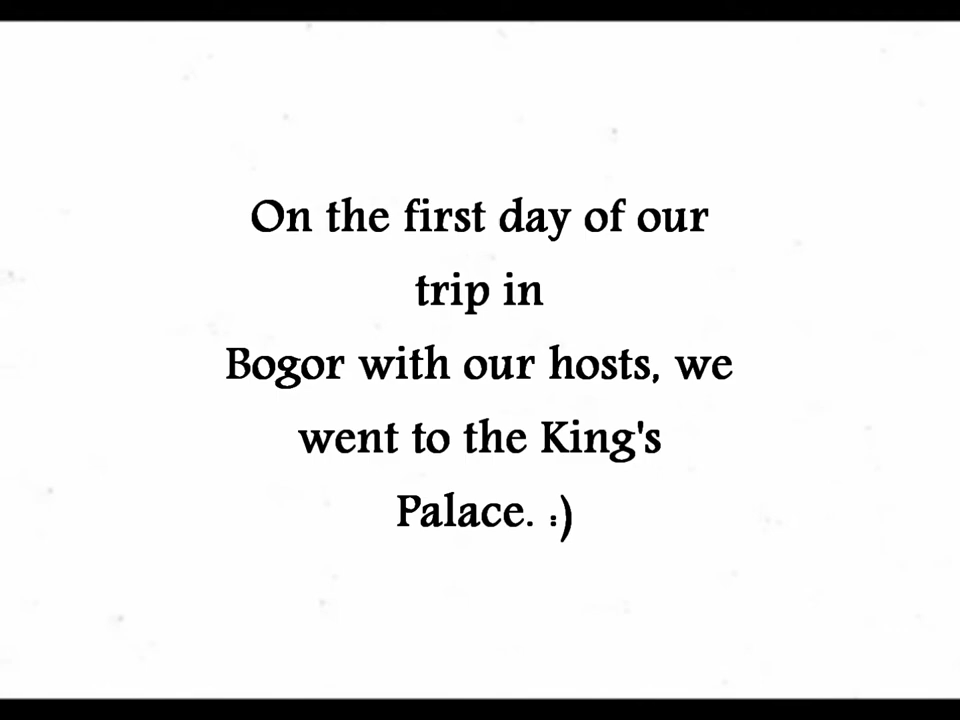 On the first day of our
trip in
Bogor with our hosts, we
went to the King's
Palace. :)